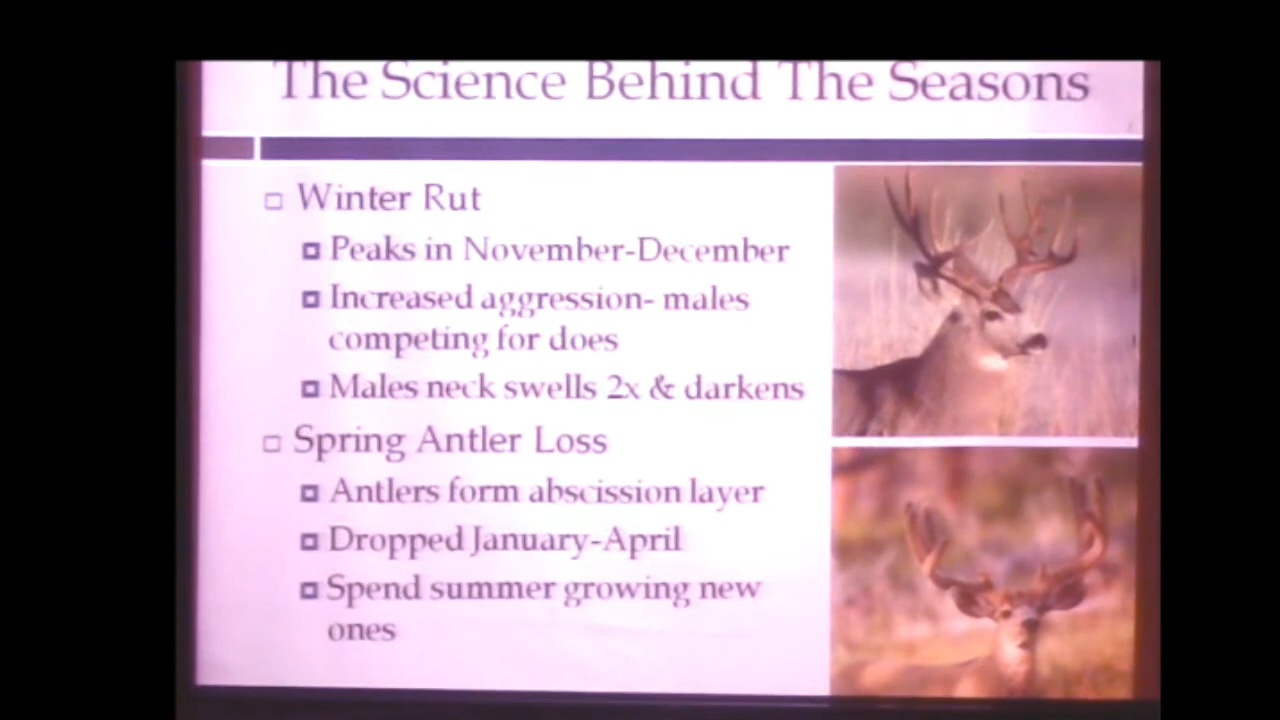 The Science Behind The Seasons
Winter Rut
Peaks in November-December
Increased aggression- males
competing for does
Males neck swells 2x & darkens
Spring Antler Loss
Antlers form abscission layer
Dropped January-April
Spend summer growing new
ones